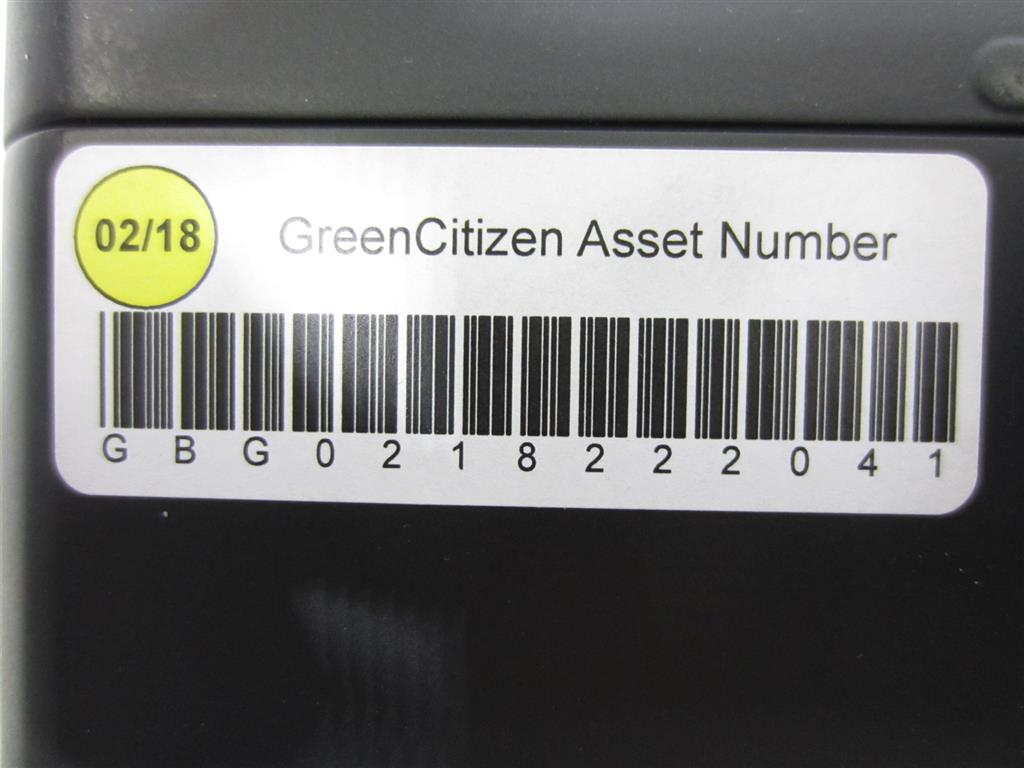 02/18
GreenCitizen Asset Number
G B G 0 2 1 8 2 2 2 0 4 1